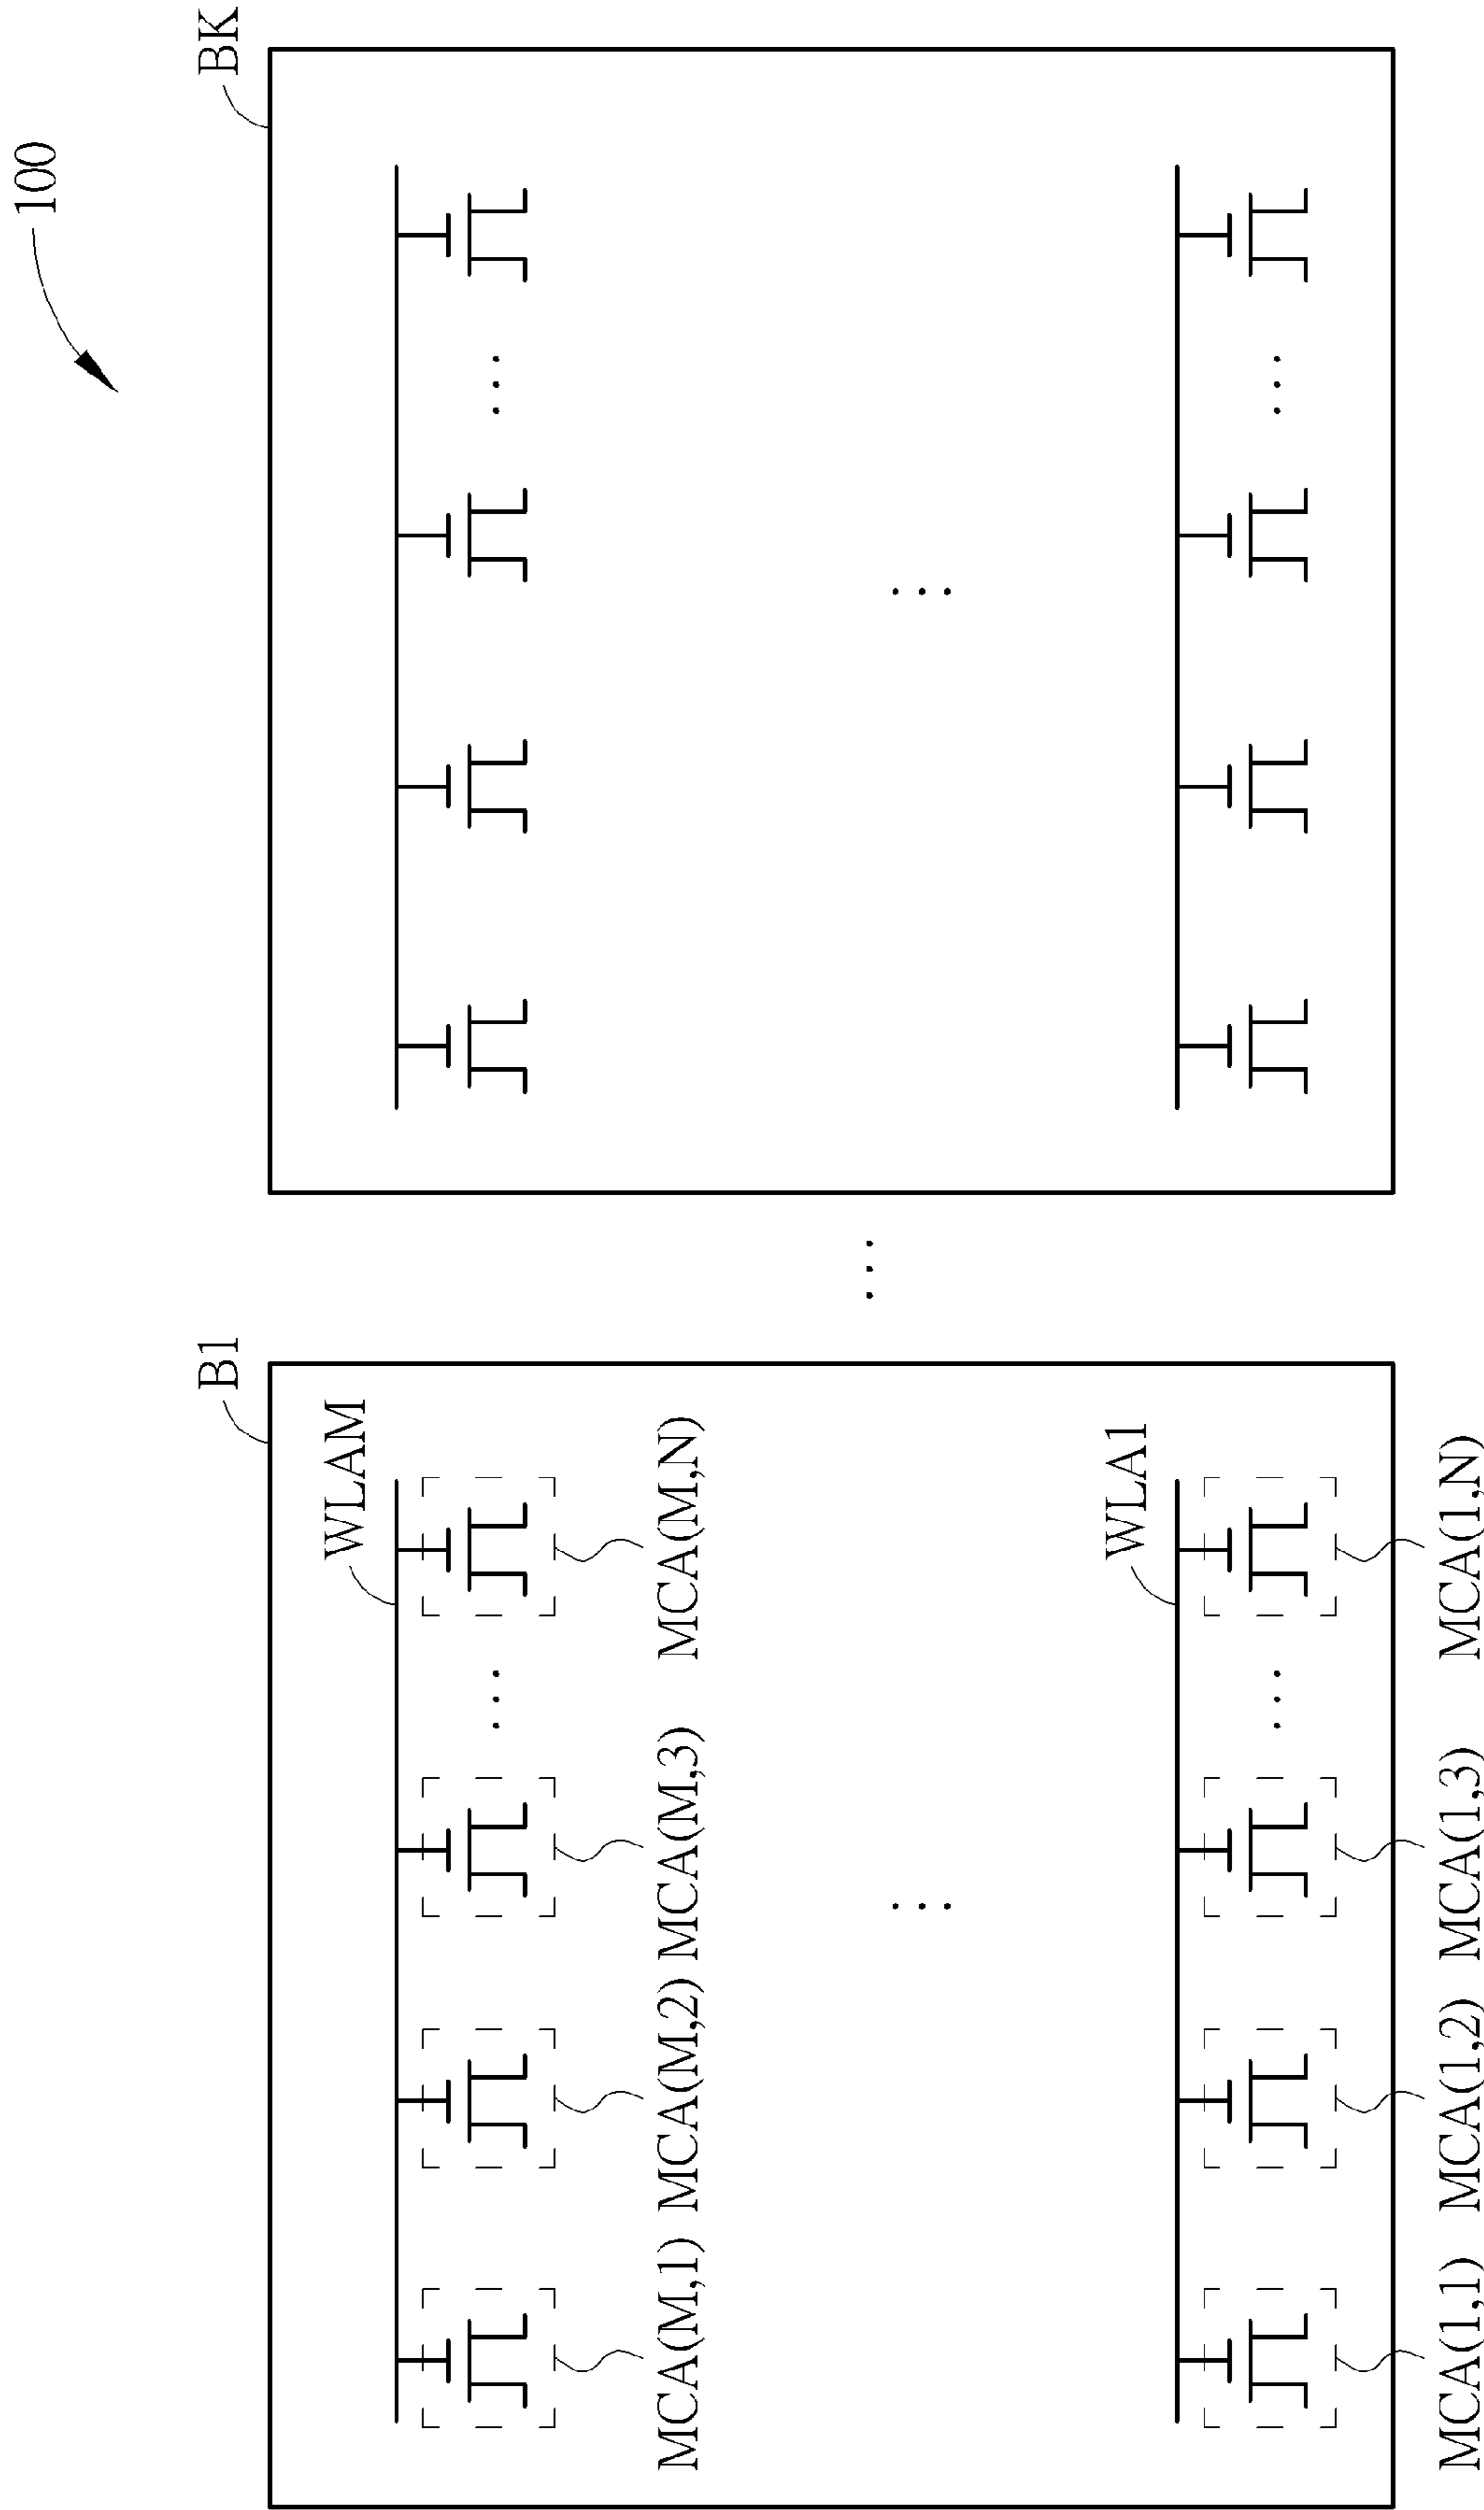 100
B1
BK
WLAM
MCA(M,1) MCA(M,2) MCA(M,3) MCA(M,N)
WLA1
MCA(1,1) MCA(1,2) MCA(1,3) MCA(1,N)